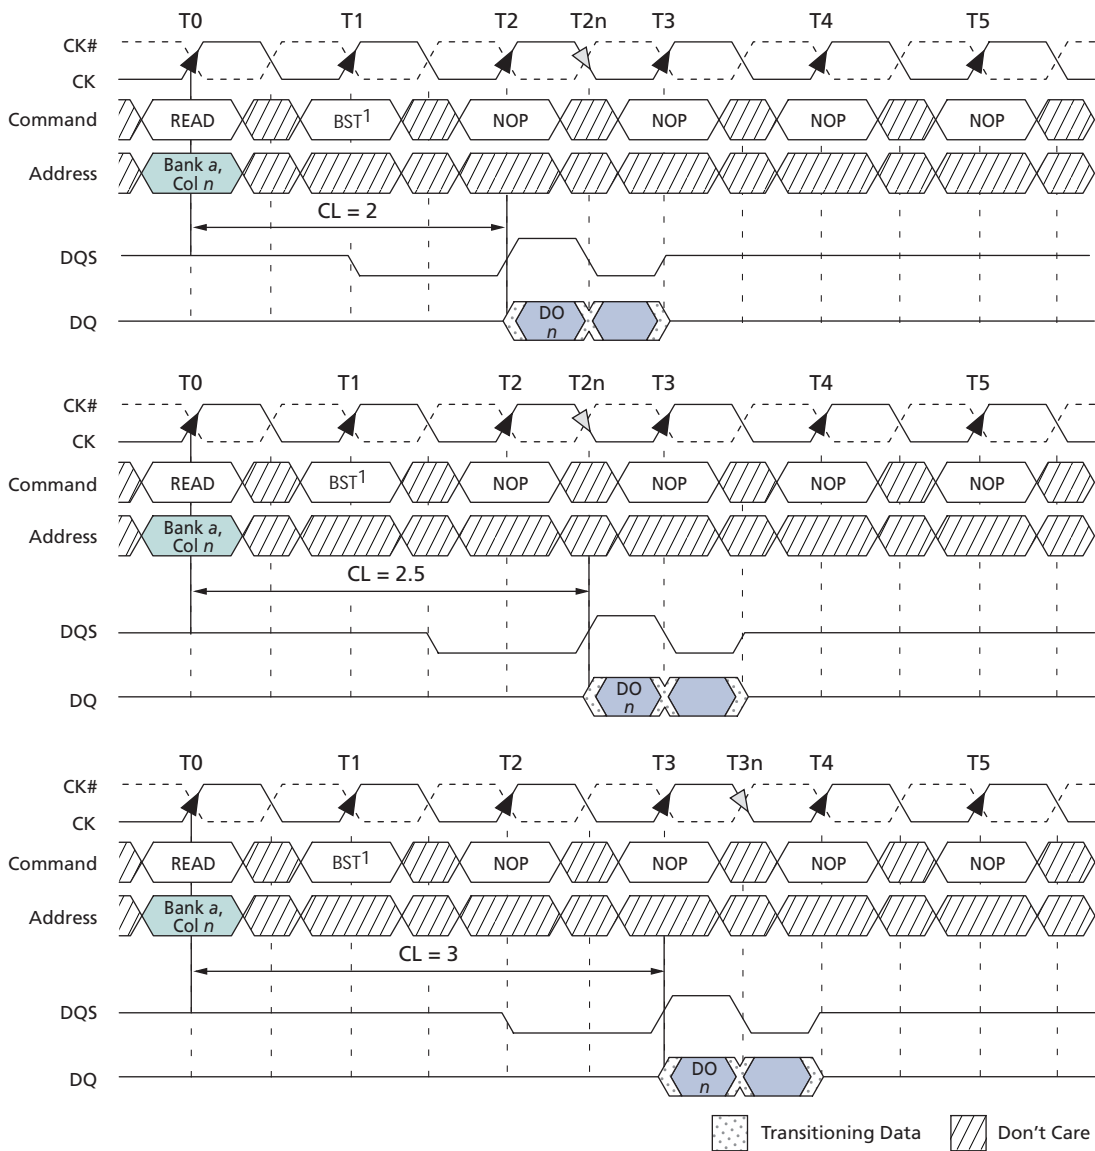 T0 T1 T2 T2n T3 T4 T5
CK#
CK
Command READ BST1 NOP NOP NOP NOP
Address Bank a,
Col n
CL = 2
DQS
DQ DO
n
T0 T1 T2 T2n T3 T4 T5
CK#
CK
Command READ BST1 NOP NOP NOP NOP
Address Bank a,
Col n
CL = 2.5
DQS
DQ DO
n
T0 T1 T2 T3 T3n T4 T5
CK#
CK
Command READ BST1 NOP NOP NOP NOP
Address Bank a,
Col n
CL = 3
DQS
DQ DO
n
Transitioning Data Don't Care